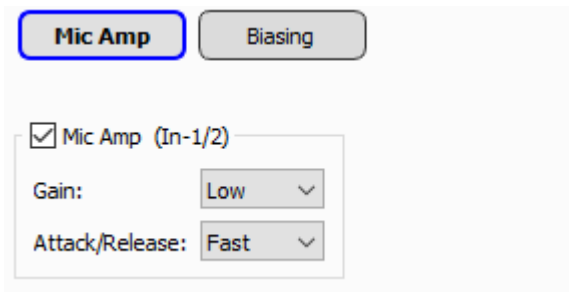 Mic Amp Biasing
Mic Amp (In-1/2)
Gain: Low
Attack/Release: Fast